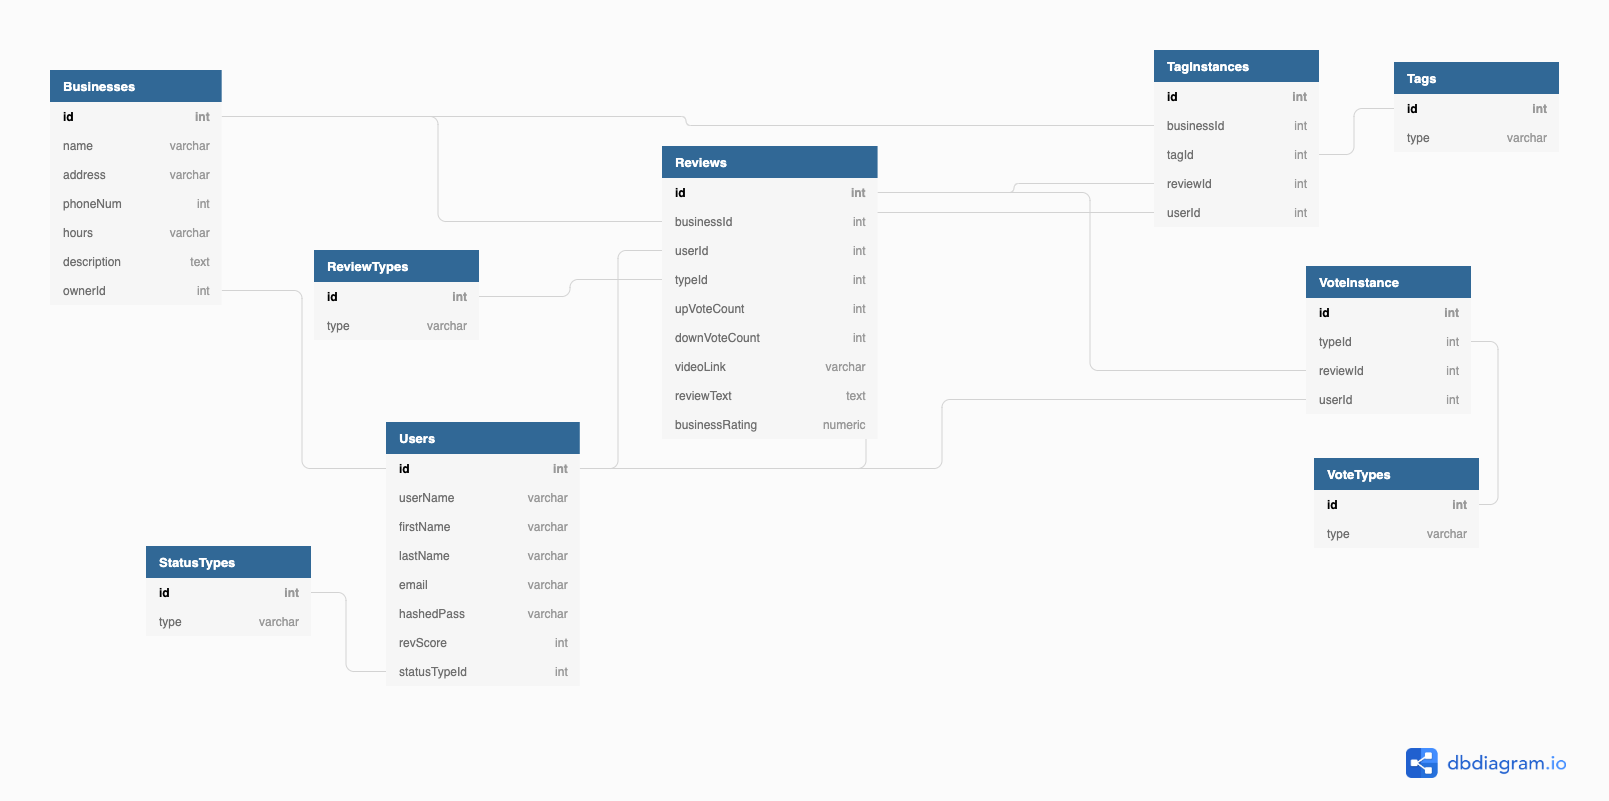 Businesses
id int
name varchar
address varchar
phoneNum int
hours varchar
description text
ownerId int
ReviewTypes
id int
type varchar
Reviews
id int
businessId int
userId int
typeId int
upVoteCount int
downVoteCount int
videoLink varchar
reviewText text
businessRating numeric
TagInstances
id int
businessId int
tagId int
reviewId int
userId int
Tags
id int
type varchar
VoteInstance
id int
typeId int
reviewId int
userId int
VoteTypes
id int
type varchar
Users
id int
userName varchar
firstName varchar
lastName varchar
email varchar
hashedPass varchar
revScore int
statusTypeId int
StatusTypes
id int
type varchar
dbdiagram.io